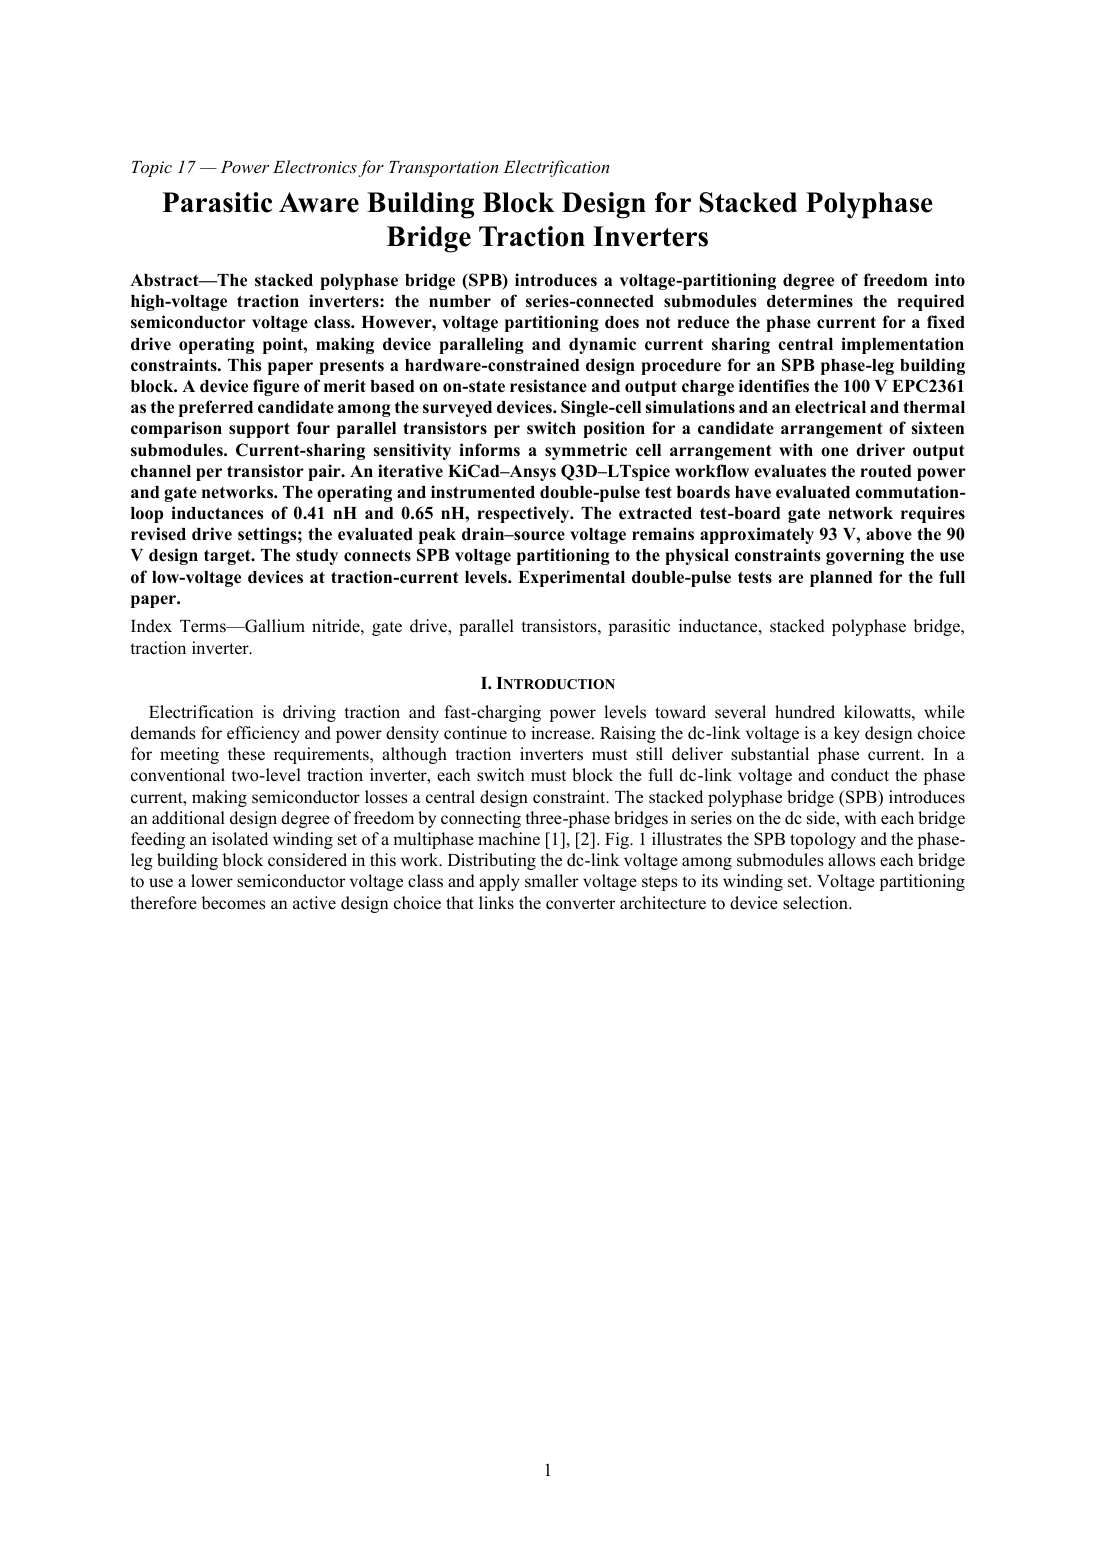 Topic 17 — Power Electronics for Transportation Electrification
Parasitic Aware Building Block Design for Stacked Polyphase
Bridge Traction Inverters
Abstract—The stacked polyphase bridge (SPB) introduces a voltage-partitioning degree of freedom into
high-voltage traction inverters: the number of series-connected submodules determines the required
semiconductor voltage class. However, voltage partitioning does not reduce the phase current for a fixed
drive operating point, making device paralleling and dynamic current sharing central implementation
constraints. This paper presents a hardware-constrained design procedure for an SPB phase-leg building
block. A device figure of merit based on on-state resistance and output charge identifies the 100 V EPC2361
as the preferred candidate among the surveyed devices. Single-cell simulations and an electrical and thermal
comparison support four parallel transistors per switch position for a candidate arrangement of sixteen
submodules. Current-sharing sensitivity informs a symmetric cell arrangement with one driver output
channel per transistor pair. An iterative KiCad–Ansys Q3D–LTspice workflow evaluates the routed power
and gate networks. The operating and instrumented double-pulse test boards have evaluated commutation-
loop inductances of 0.41 nH and 0.65 nH, respectively. The extracted test-board gate network requires
revised drive settings; the evaluated peak drain–source voltage remains approximately 93 V, above the 90
V design target. The study connects SPB voltage partitioning to the physical constraints governing the use
of low-voltage devices at traction-current levels. Experimental double-pulse tests are planned for the full
paper.
Index Terms—Gallium nitride, gate drive, parallel transistors, parasitic inductance, stacked polyphase bridge,
traction inverter.
I. INTRODUCTION
Electrification is driving traction and fast-charging power levels toward several hundred kilowatts, while
demands for efficiency and power density continue to increase. Raising the dc-link voltage is a key design choice
for meeting these requirements, although traction inverters must still deliver substantial phase current. In a
conventional two-level traction inverter, each switch must block the full dc-link voltage and conduct the phase
current, making semiconductor losses a central design constraint. The stacked polyphase bridge (SPB) introduces
an additional design degree of freedom by connecting three-phase bridges in series on the dc side, with each bridge
feeding an isolated winding set of a multiphase machine [1], [2]. Fig. 1 illustrates the SPB topology and the phase-
leg building block considered in this work. Distributing the dc-link voltage among submodules allows each bridge
to use a lower semiconductor voltage class and apply smaller voltage steps to its winding set. Voltage partitioning
therefore becomes an active design choice that links the converter architecture to device selection.
1